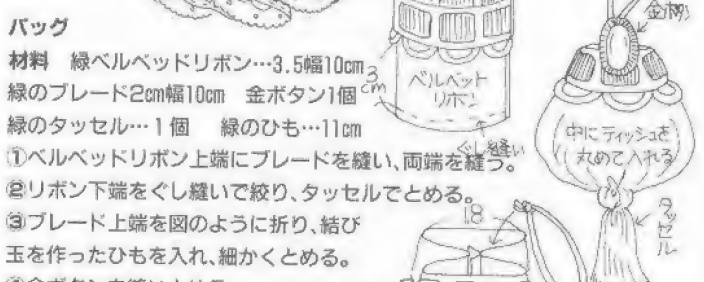 バッグ
材料 緑ベルベッドリボン…3.5幅10cm
緑のブレード2cm幅10cm 金ボタン1個
緑のタッセル…1個 緑のひも…11cm
①ベルベッドリボン上端にブレードを縫い、両端を縫う。
②リボン下端をぐし縫いで絞り、タッセルでとめる。
③ブレード上端を図のように折り、結び
玉を作ったひもを入れ、細かくとめる。
3cm
ベルベット
リボン
ぐし縫い
中にティッシュを
丸めて入れる
タッセル
1.8